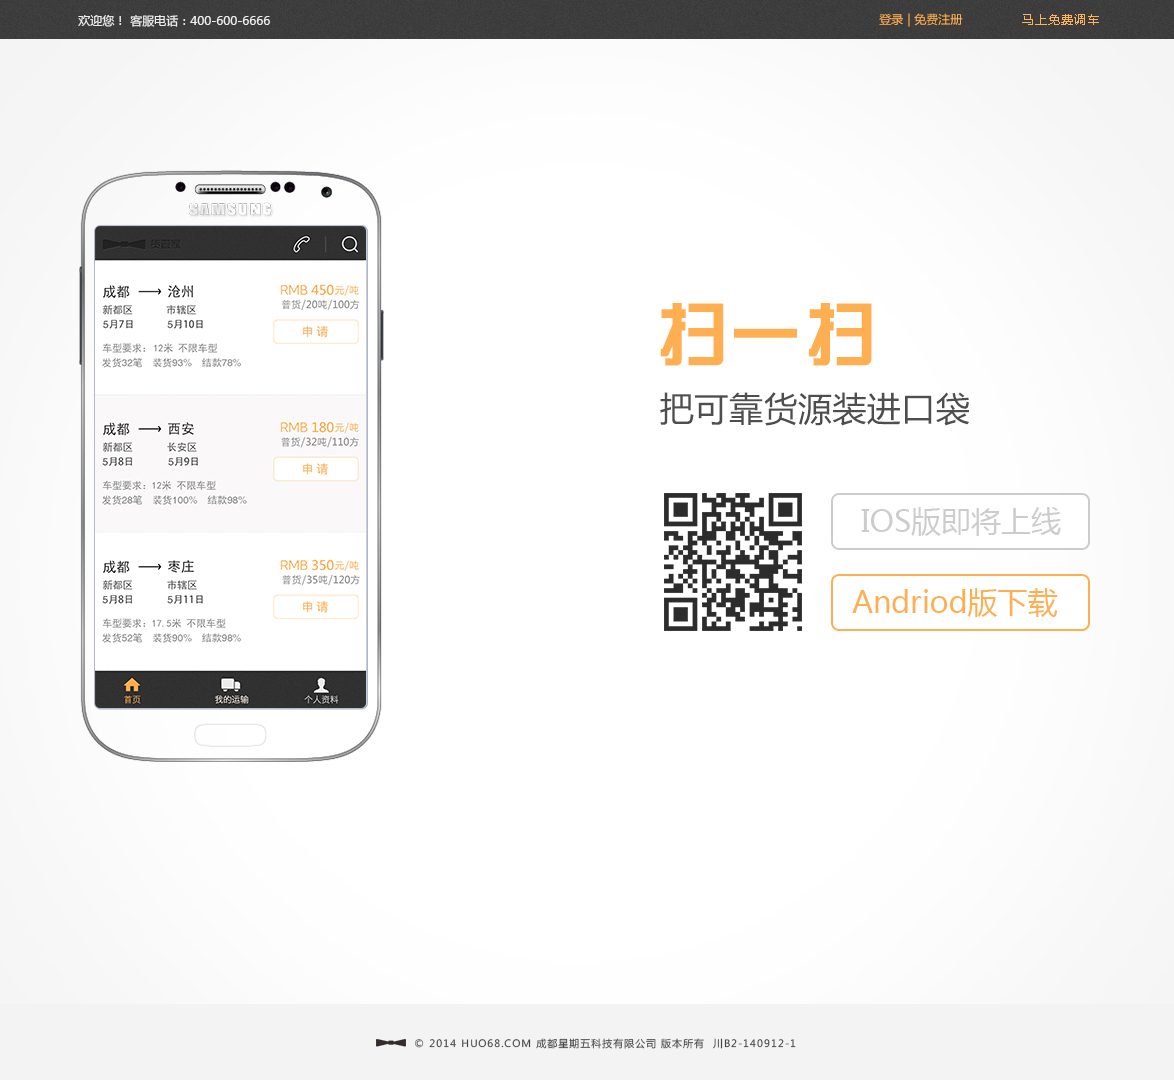 欢迎您！ 客服电话：400-600-6666
登录 | 免费注册
马上免费调车
SAMSUNG
成都 沧州
RMB 450元/吨
新都区 市辖区
普货/20吨/100方
5月7日 5月10日
申 请
车型要求：12米 不限车型
发货32笔 装货93% 结款78%
成都 西安
RMB 180元/吨
新都区 长安区
普货/32吨/110方
5月8日 5月9日
申 请
车型要求：12米 不限车型
发货28笔 装货100% 结款98%
成都 枣庄
RMB 350元/吨
新都区 市辖区
普货/35吨/120方
5月8日 5月11日
申 请
车型要求：17.5米 不限车型
发货52笔 装货90% 结款98%
首页 我的运输 个人资料
扫一扫
把可靠货源装进口袋
IOS版即将上线
Andriod版下载
© 2014 HUO68.COM 成都星期五科技有限公司 版本所有 川B2-140912-1